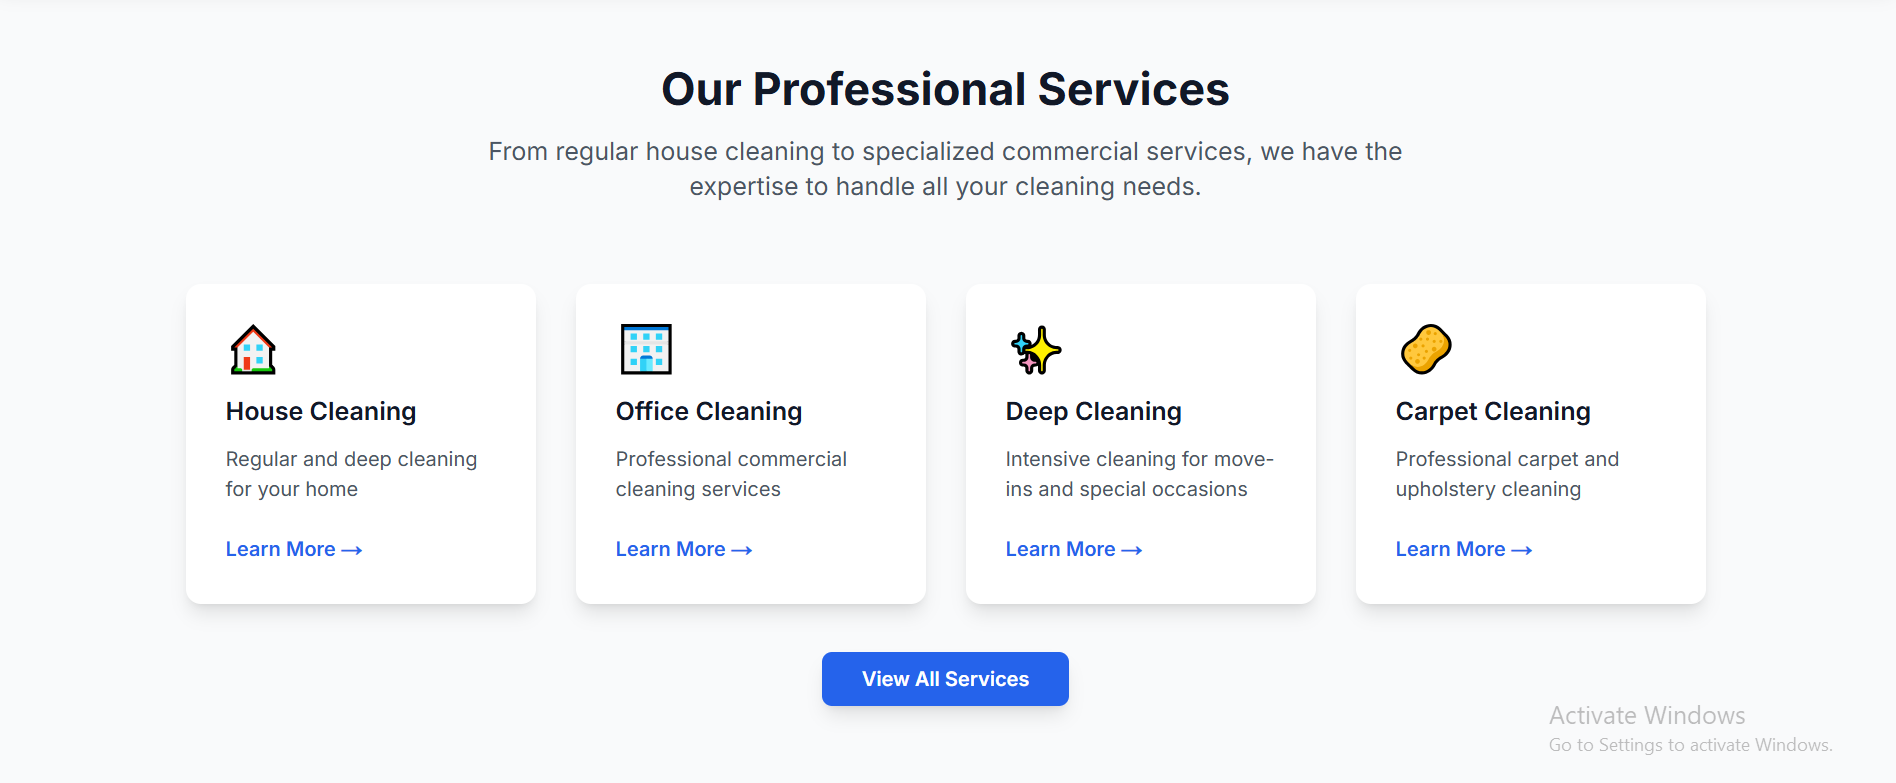 Our Professional Services
From regular house cleaning to specialized commercial services, we have the
expertise to handle all your cleaning needs.
House Cleaning
Regular and deep cleaning
for your home
Learn More →
Office Cleaning
Professional commercial
cleaning services
Learn More →
Deep Cleaning
Intensive cleaning for move-
ins and special occasions
Learn More →
Carpet Cleaning
Professional carpet and
upholstery cleaning
Learn More →
View All Services
Activate Windows
Go to Settings to activate Windows.